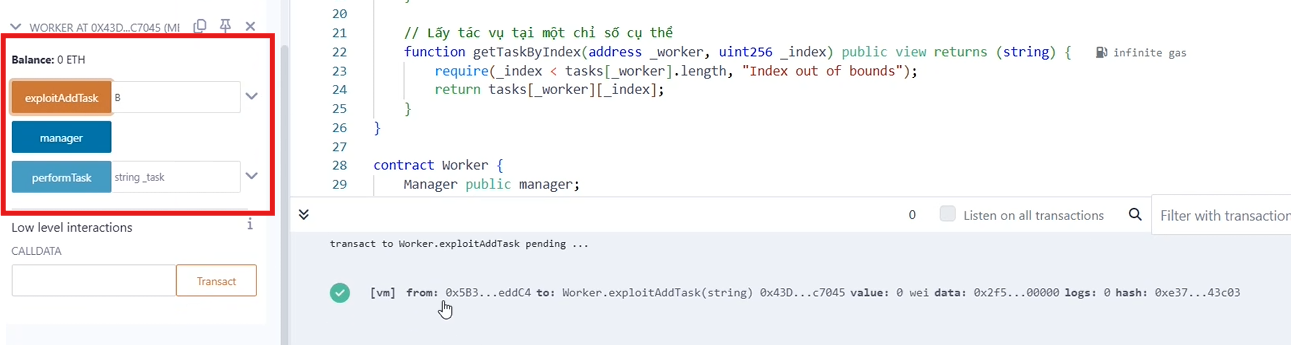 WORKER AT 0X43D...C7045 (MI
Balance: 0 ETH
exploitAddTask B
manager
performTask string _task
Low level interactions i
CALLDATA
Transact
20 }
21 // Lấy tác vụ tại một chỉ số cụ thể
22 function getTaskByIndex(address _worker, uint256 _index) public view returns (string) { infinite gas
23 require(_index < tasks[_worker].length, "Index out of bounds");
24 return tasks[_worker][_index];
25 }
26 }
27
28 contract Worker {
29 Manager public manager;
0 Listen on all transactions Filter with transaction
transact to Worker.exploitAddTask pending ...
[vm] from: 0x5B3...eddC4 to: Worker.exploitAddTask(string) 0x43D...c7045 value: 0 wei data: 0x2f5...00000 logs: 0 hash: 0xe37...43c03